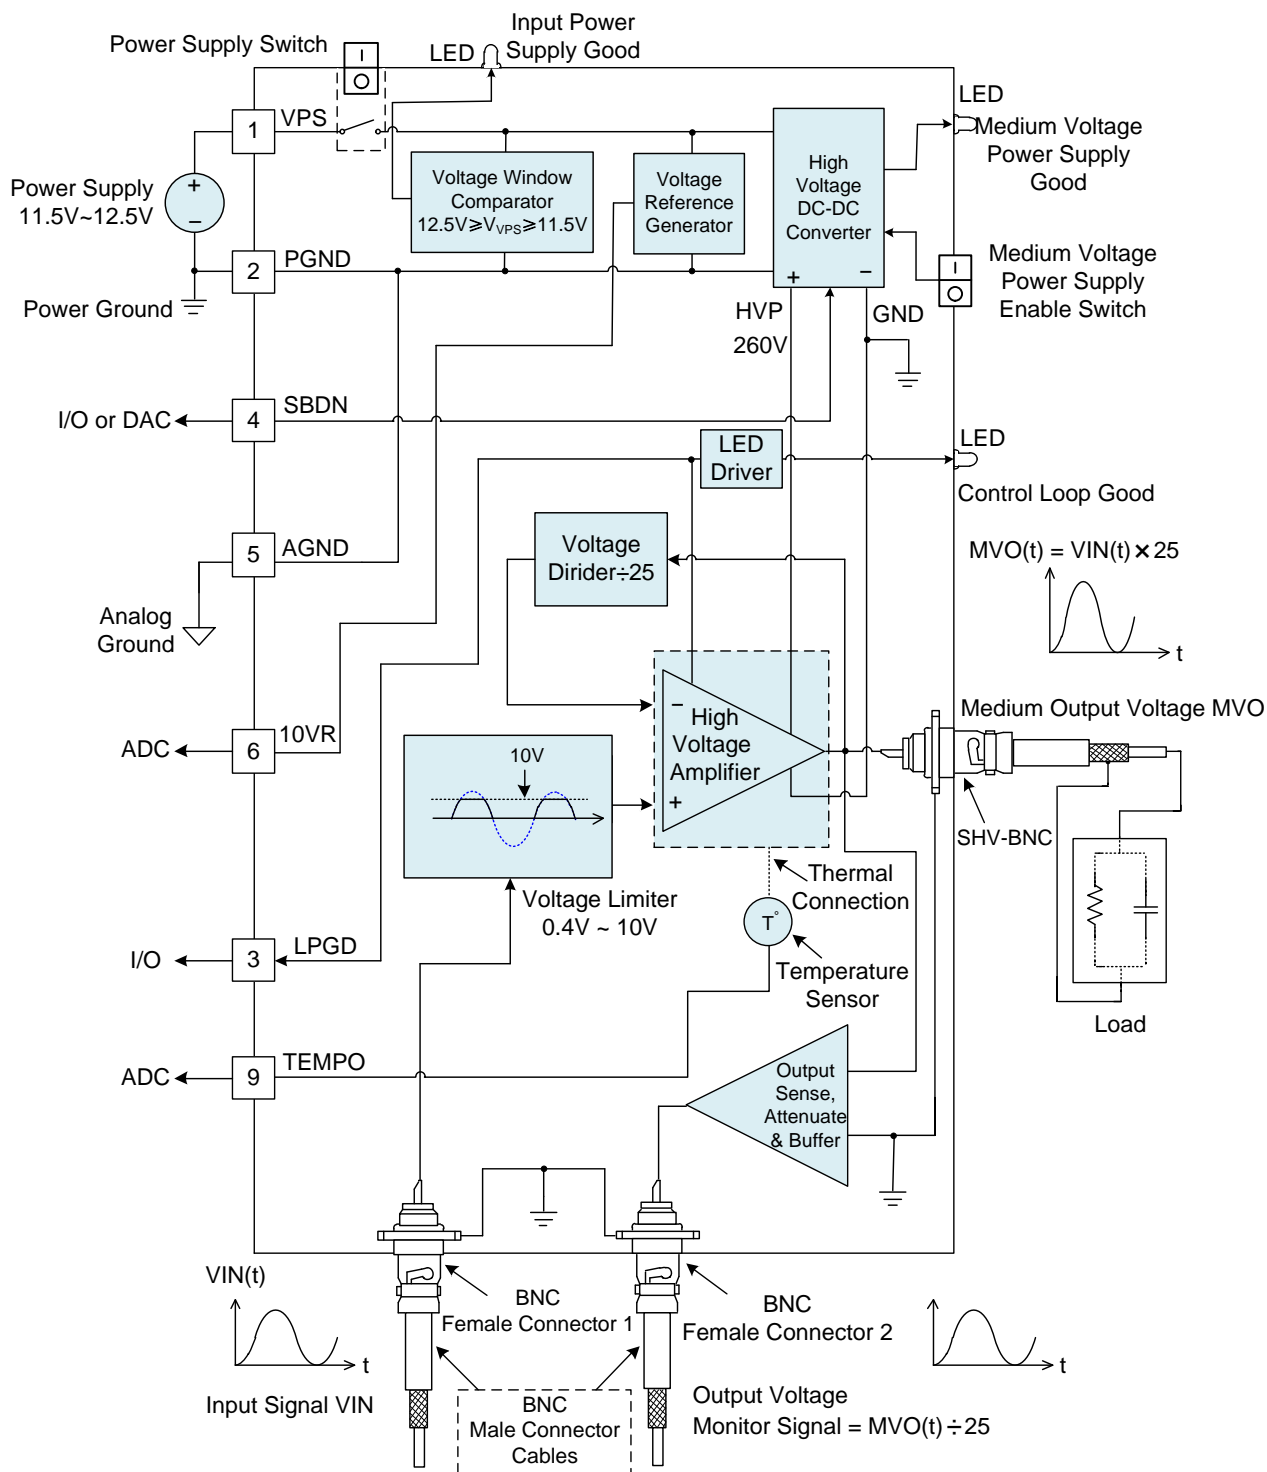 Power Supply Switch
LED
Input Power
Supply Good
I
O
1
VPS
LED
Medium Voltage
Power Supply
Good
Power Supply
11.5V~12.5V
+
−
Voltage Window
Comparator
12.5V≥VVPS≥11.5V
Voltage
Reference
Generator
High
Voltage
DC-DC
Converter
+
−
2
PGND
Power Ground
I
O
Medium Voltage
Power Supply
Enable Switch
HVP
260V
GND
I/O or DAC
4
SBDN
LED
Driver
LED
Control Loop Good
5
AGND
Analog
Ground
Voltage
Dirider÷25
MVO(t) = VIN(t)×25
t
ADC
6
10VR
10V
Voltage Limiter
0.4V ~ 10V
−
High
Voltage
Amplifier
+
Medium Output Voltage MVO
SHV-BNC
Thermal
Connection
T°
Temperature
Sensor
Load
I/O
3
LPGD
ADC
9
TEMPO
Output
Sense,
Attenuate
& Buffer
VIN(t)
t
Input Signal VIN
BNC
Female Connector 1
BNC
Female Connector 2
BNC
Male Connector
Cables
t
Output Voltage
Monitor Signal = MVO(t)÷25